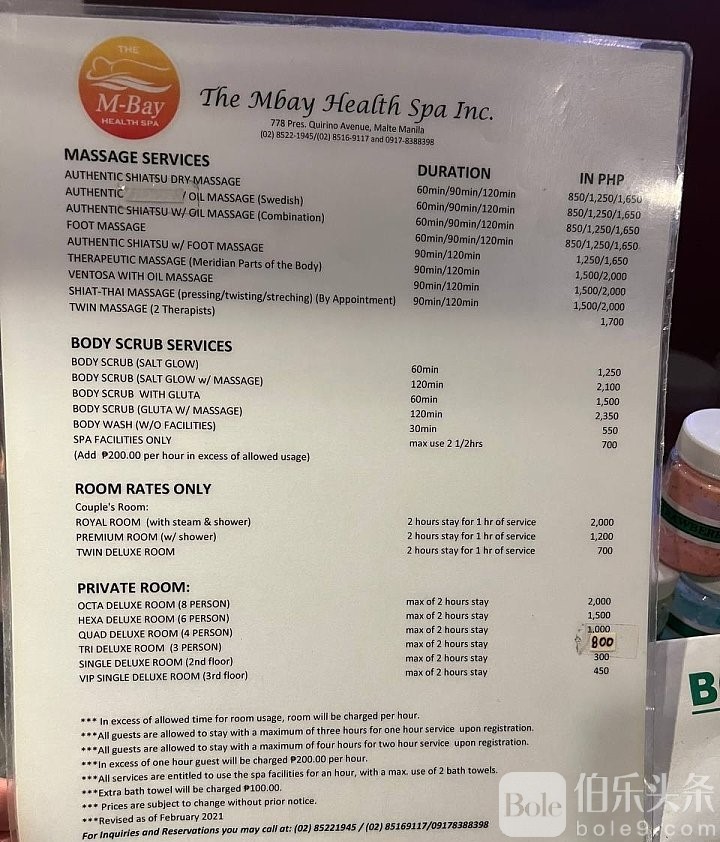 THE
M-Bay
HEALTH SPA
The Mbay Health Spa Inc.
778 Pres. Quirino Avenue, Malte Manila
(02) 8522-1945/(02) 8516-9117 and 0917-8388398
MASSAGE SERVICES DURATION IN PHP
AUTHENTIC SHIATSU DRY MASSAGE 60min/90min/120min 850/1,250/1,650
AUTHENTIC / OIL MASSAGE (Swedish) 60min/90min/120min 850/1,250/1,650
AUTHENTIC SHIATSU W/ OIL MASSAGE (Combination) 60min/90min/120min 850/1,250/1,650
FOOT MASSAGE 60min/90min/120min 850/1,250/1,650
AUTHENTIC SHIATSU w/ FOOT MASSAGE 90min/120min 1,250/1,650
THERAPEUTIC MASSAGE (Meridian Parts of the Body) 90min/120min 1,500/2,000
VENTOSA WITH OIL MASSAGE 90min/120min 1,500/2,000
SHIAT-THAI MASSAGE (pressing/twisting/streching) (By Appointment) 90min/120min 1,500/2,000
TWIN MASSAGE (2 Therapists) 1,700
BODY SCRUB SERVICES
BODY SCRUB (SALT GLOW) 60min 1,250
BODY SCRUB (SALT GLOW w/ MASSAGE) 120min 2,100
BODY SCRUB WITH GLUTA 60min 1,500
BODY SCRUB (GLUTA W/ MASSAGE) 120min 2,350
BODY WASH (W/O FACILITIES) 30min 550
SPA FACILITIES ONLY max use 2 1/2hrs 700
(Add ₱200.00 per hour in excess of allowed usage)
ROOM RATES ONLY
Couple's Room:
ROYAL ROOM (with steam & shower) 2 hours stay for 1 hr of service 2,000
PREMIUM ROOM (w/ shower) 2 hours stay for 1 hr of service 1,200
TWIN DELUXE ROOM 2 hours stay for 1 hr of service 700
PRIVATE ROOM:
OCTA DELUXE ROOM (8 PERSON) max of 2 hours stay 2,000
HEXA DELUXE ROOM (6 PERSON) max of 2 hours stay 1,500
QUAD DELUXE ROOM (4 PERSON) max of 2 hours stay 1,000
TRI DELUXE ROOM (3 PERSON) max of 2 hours stay 800
SINGLE DELUXE ROOM (2nd floor) max of 2 hours stay 300
VIP SINGLE DELUXE ROOM (3rd floor) max of 2 hours stay 450
*** In excess of allowed time for room usage, room will be charged per hour.
***All guests are allowed to stay with a maximum of three hours for one hour service upon registration.
***All guests are allowed to stay with a maximum of four hours for two hour service upon registration.
***In excess of one hour guest will be charged ₱200.00 per hour.
***All services are entitled to use the spa facilities for an hour, with a max. use of 2 bath towels.
***Extra bath towel will be charged ₱100.00.
*** Prices are subject to change without prior notice.
***Revised as of February 2021
For Inquiries and Reservations you may call at: (02) 85221945 / (02) 85169117/09178388398
Bole 伯乐头条
bole9.com